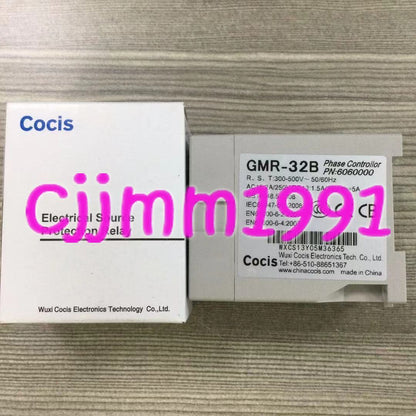 Cocis
Electrical Source
Protection Relay
Wuxi Cocis Electronics Technology Co.,Ltd.
GMR-32B Phase Controllor
PN:6060000
R. S. T:300-500V~ 50/60Hz
CE
WXCS13Y05M36365
Cocis Wuxi Cocis Electronics Tech. Co., Ltd.
Tel:+86-510-88651367
www.chinacocis.com made in China
cjjmm1991